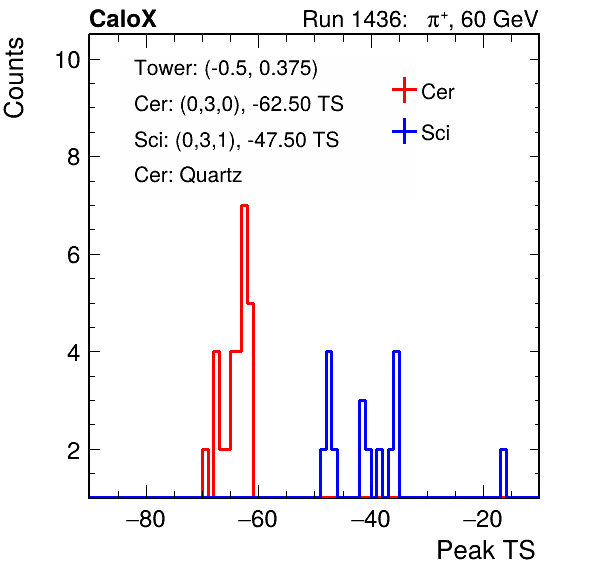 CaloX Run 1436: π+, 60 GeV
Counts
Tower: (-0.5, 0.375)
Cer: (0,3,0), -62.50 TS
Sci: (0,3,1), -47.50 TS
Cer: Quartz
Cer
Sci
10
8
6
4
2
−80 −60 −40 −20
Peak TS